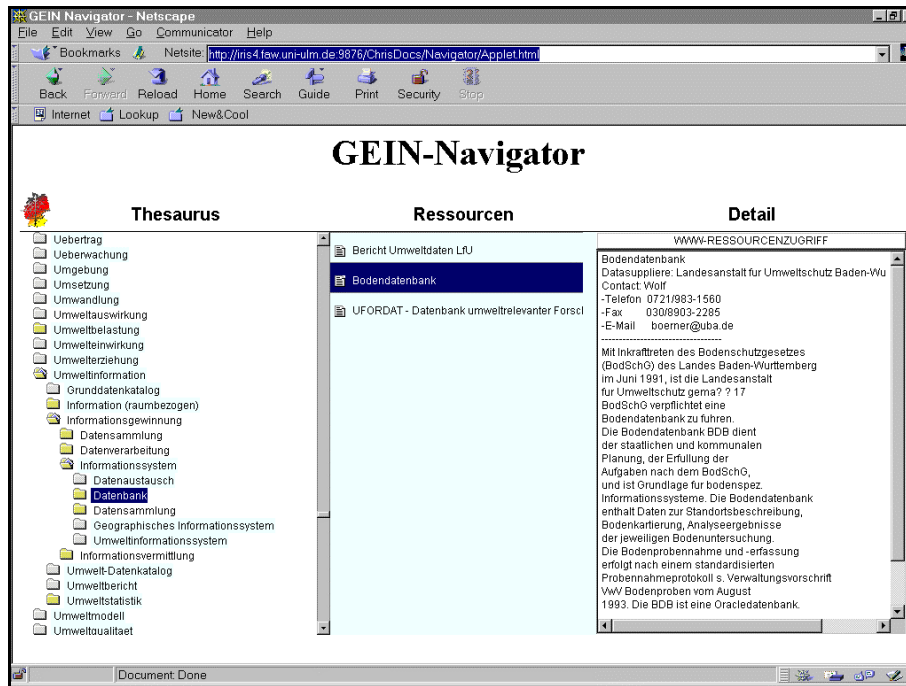 GEIN Navigator - Netscape
File Edit View Go Communicator Help
Bookmarks Netsite: http://iris4.faw.uni-ulm.de:9876/ChrisDocs/Navigator/Applet.html
Back Forward Reload Home Search Guide Print Security Stop
Internet Lookup New&Cool
GEIN-Navigator
Thesaurus
Uebertrag
Ueberwachung
Umgebung
Umsetzung
Umwandlung
Umweltauswirkung
Umweltbelastung
Umwelteinwirkung
Umwelterziehung
Umweltinformation
Grunddatenkatalog
Information (raumbezogen)
Informationsgewinnung
Datensammlung
Datenverarbeitung
Informationssystem
Datenaustausch
Datenbank
Datensammlung
Geographisches Informationssystem
Umweltinformationssystem
Informationsvermittlung
Umwelt-Datenkatalog
Umweltbericht
Umweltstatistik
Umweltmodell
Umweltqualitaet
Ressourcen
Bericht Umweltdaten LfU
Bodendatenbank
UFORDAT - Datenbank umweltrelevanter Forscl
Detail
WWW-RESSOURCENZUGRIFF
Bodendatenbank
Datasuppliere: Landesanstalt fur Umweltschutz Baden-Wu
Contact: Wolf
-Telefon 0721/983-1560
-Fax 030/8903-2285
-E-Mail boerner@uba.de
----------------------------------
Mit Inkrafttreten des Bodenschutzgesetzes
(BodSchG) des Landes Baden-Wurttemberg
im Juni 1991, ist die Landesanstalt
fur Umweltschutz gema? ? 17
BodSchG verpflichtet eine
Bodendatenbank zu fuhren.
Die Bodendatenbank BDB dient
der staatlichen und kommunalen
Planung, der Erfullung der
Aufgaben nach dem BodSchG,
und ist Grundlage fur bodenspez.
Informationssysteme. Die Bodendatenbank
enthalt Daten zur Standortsbeschreibung,
Bodenkartierung, Analyseergebnisse
der jeweiligen Bodenuntersuchung.
Die Bodenprobennahme und -erfassung
erfolgt nach einem standardisierten
Probennahmeprotokoll s. Verwaltungsvorschrift
VwV Bodenproben vom August
1993. Die BDB ist eine Oracledatenbank.
Document: Done